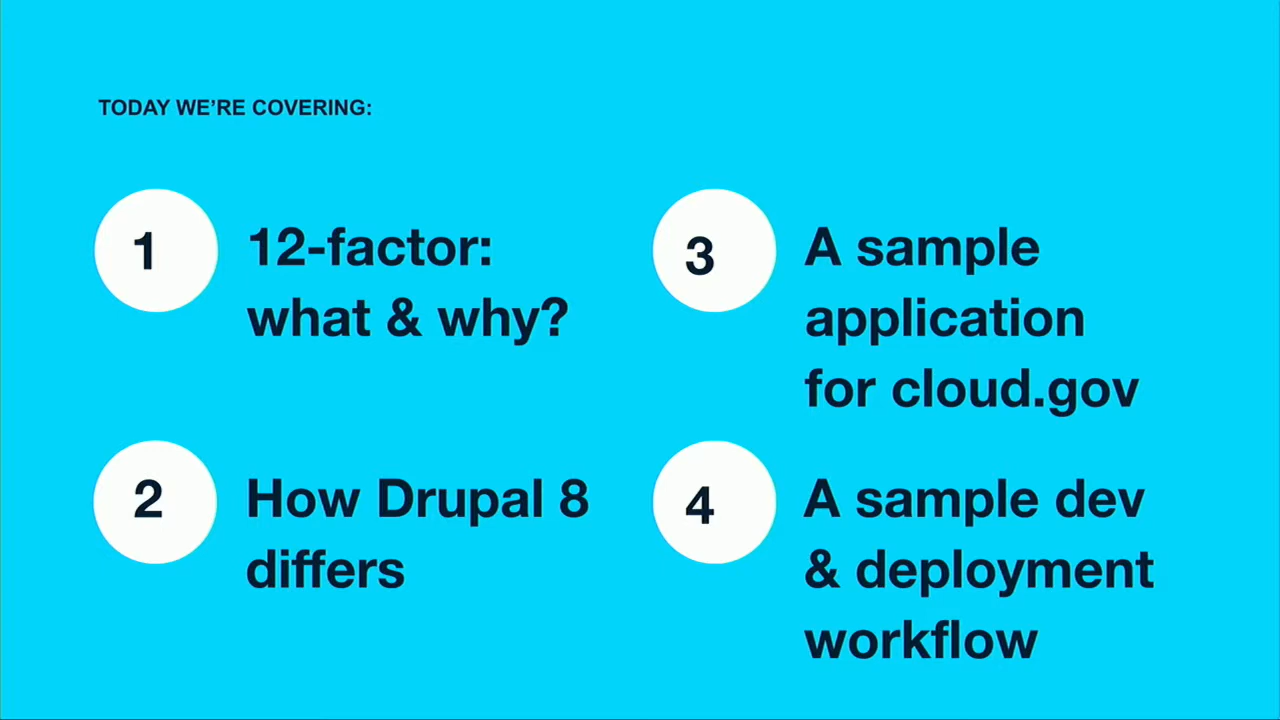 TODAY WE'RE COVERING:
1
12-factor:
what & why?
2
How Drupal 8
differs
3
A sample
application
for cloud.gov
4
A sample dev
& deployment
workflow